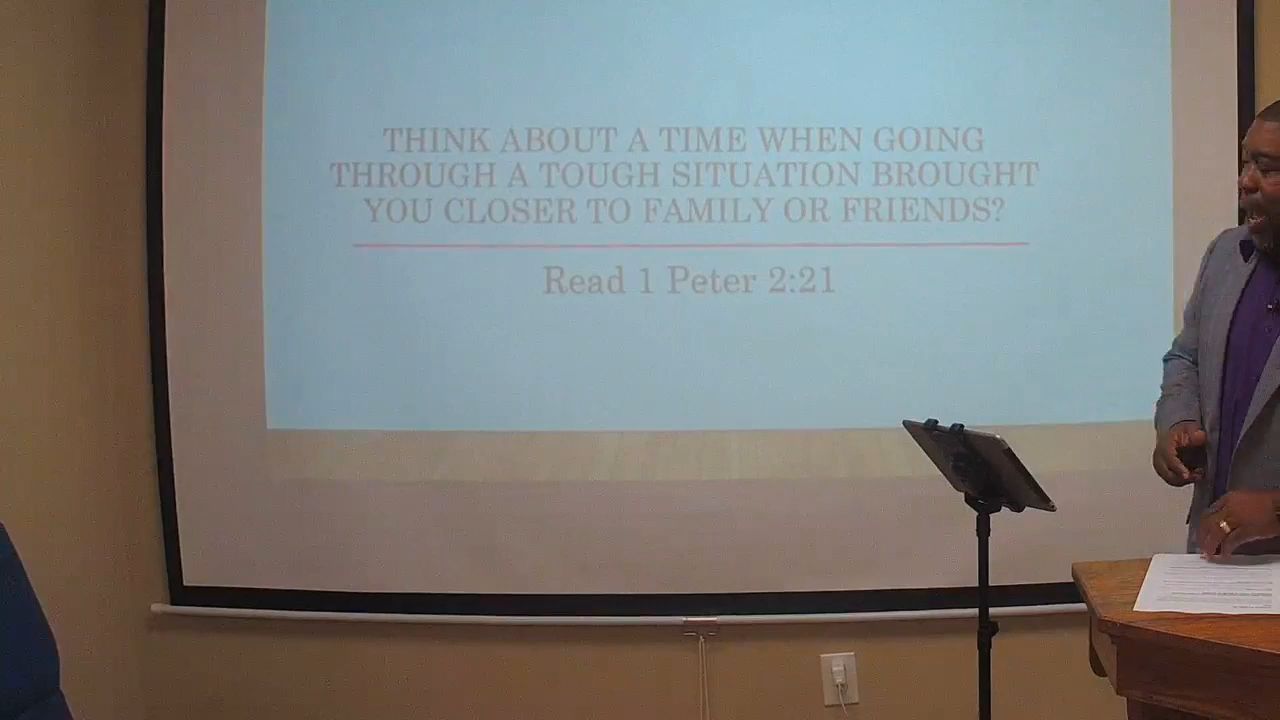 THINK ABOUT A TIME WHEN GOING
THROUGH A TOUGH SITUATION BROUGHT
YOU CLOSER TO FAMILY OR FRIENDS?
Read 1 Peter 2:21